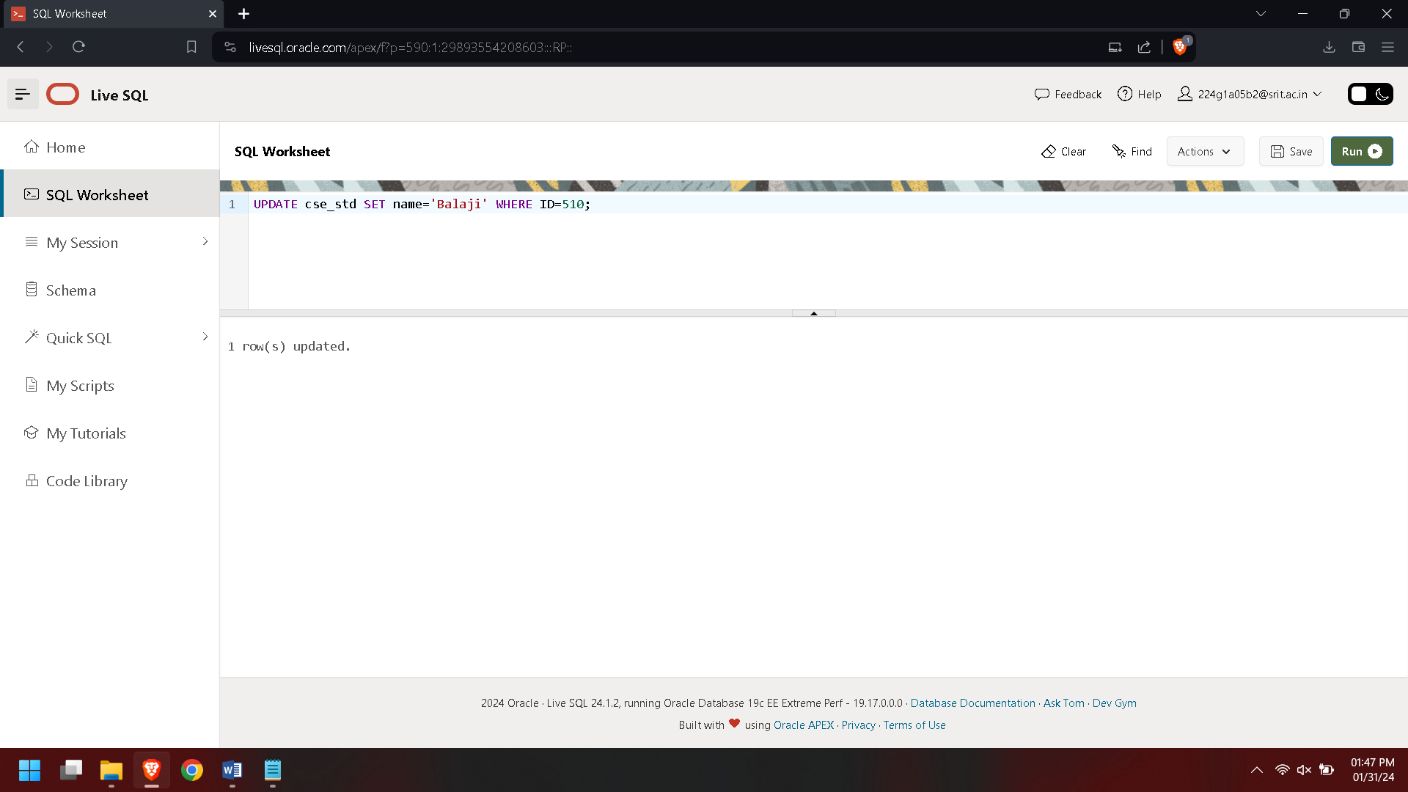 SQL Worksheet
livesql.oracle.com/apex/f?p=590:1:29893554208603:::RP::
1
Live SQL
Feedback
Help
224g1a05b2@srit.ac.in
Home
SQL Worksheet
My Session
Schema
Quick SQL
My Scripts
My Tutorials
Code Library
SQL Worksheet
Clear
Find
Actions
Save
Run
1 UPDATE cse_std SET name='Balaji' WHERE ID=510;
1 row(s) updated.
2024 Oracle · Live SQL 24.1.2, running Oracle Database 19c EE Extreme Perf - 19.17.0.0.0 · Database Documentation · Ask Tom · Dev Gym
Built with ❤ using Oracle APEX · Privacy · Terms of Use
01:47 PM
01/31/24